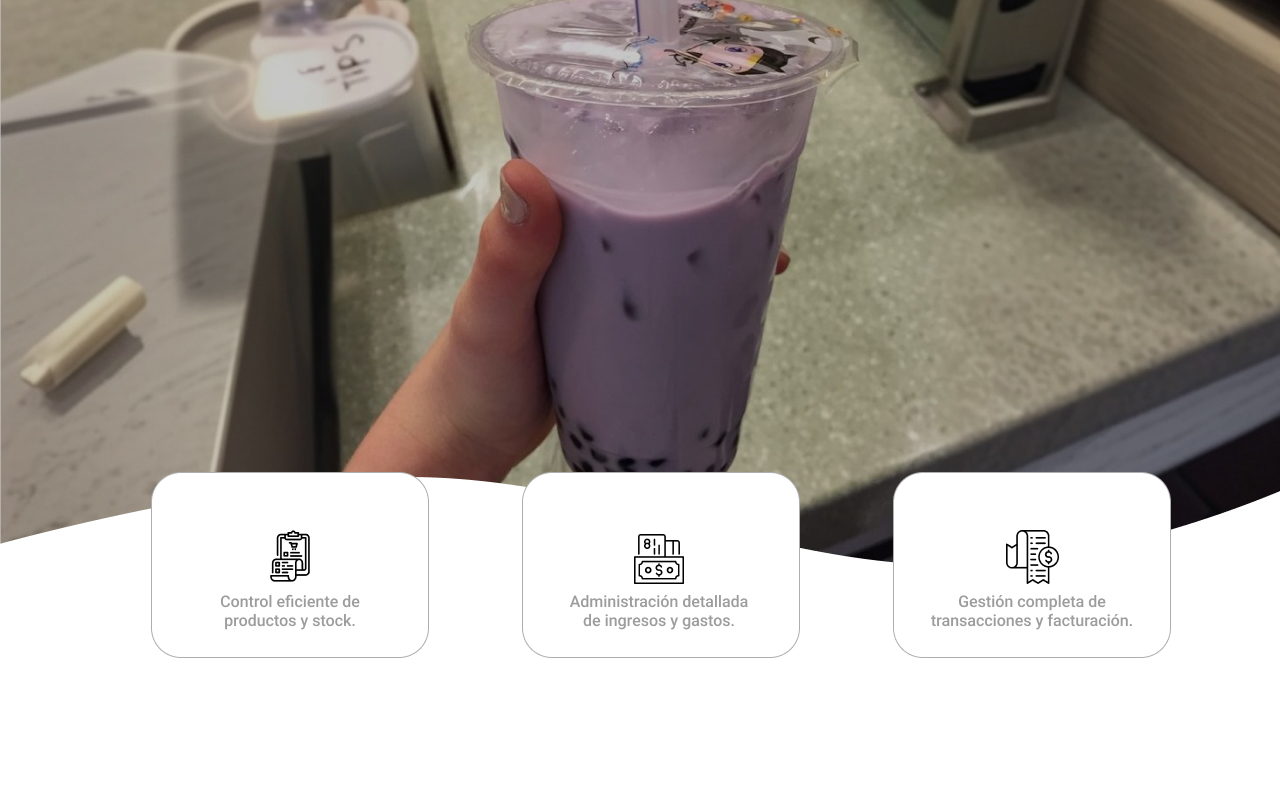 TIPS
Control eficiente de
productos y stock.
Administración detallada
de ingresos y gastos.
Gestión completa de
transacciones y facturación.